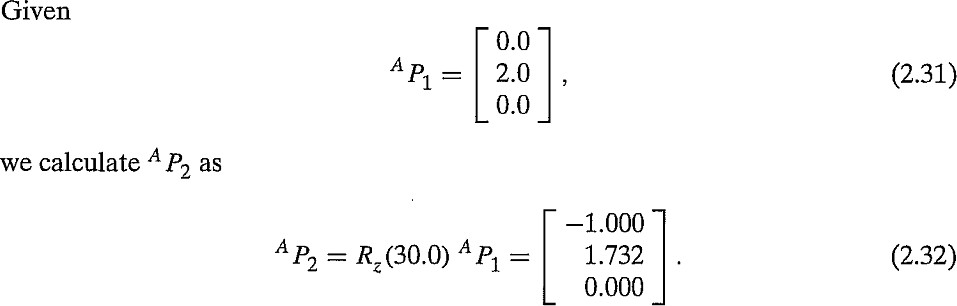 Given
^A P_1 = [ 0.0 2.0 0.0 ], (2.31)
we calculate ^A P_2 as
^A P_2 = R_z(30.0) ^A P_1 = [ −1.000 1.732 0.000 ]. (2.32)